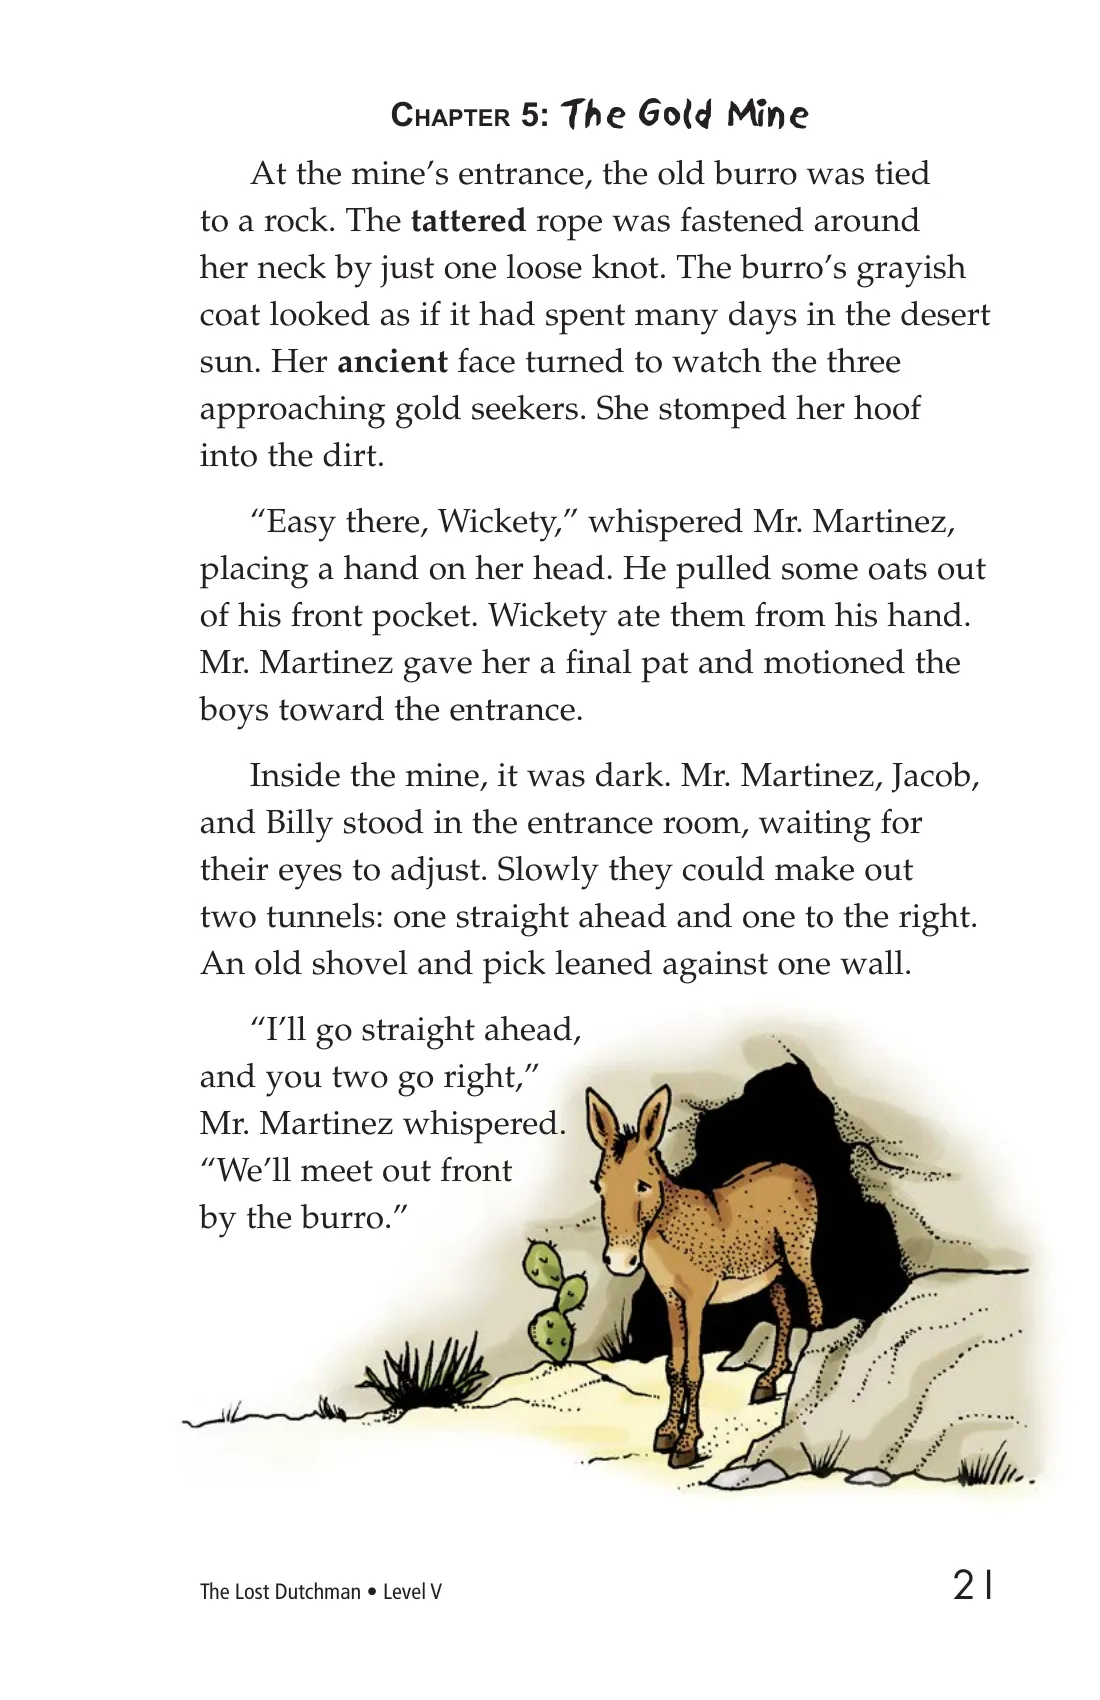 CHAPTER 5: The Gold Mine
At the mine’s entrance, the old burro was tied
to a rock. The tattered rope was fastened around
her neck by just one loose knot. The burro’s grayish
coat looked as if it had spent many days in the desert
sun. Her ancient face turned to watch the three
approaching gold seekers. She stomped her hoof
into the dirt.
“Easy there, Wickety,” whispered Mr. Martinez,
placing a hand on her head. He pulled some oats out
of his front pocket. Wickety ate them from his hand.
Mr. Martinez gave her a final pat and motioned the
boys toward the entrance.
Inside the mine, it was dark. Mr. Martinez, Jacob,
and Billy stood in the entrance room, waiting for
their eyes to adjust. Slowly they could make out
two tunnels: one straight ahead and one to the right.
An old shovel and pick leaned against one wall.
“I’ll go straight ahead,
and you two go right,”
Mr. Martinez whispered.
“We’ll meet out front
by the burro.”
The Lost Dutchman • Level V
21